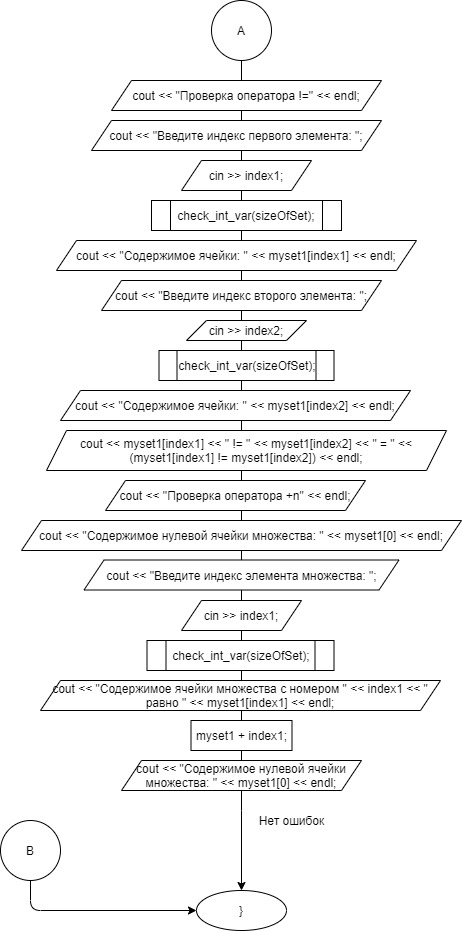 A
cout << "Проверка оператора !=" << endl;
cout << "Введите индекс первого элемента: ";
cin >> index1;
check_int_var(sizeOfSet);
cout << "Содержимое ячейки: " << myset1[index1] << endl;
cout << "Введите индекс второго элемента: ";
cin >> index2;
check_int_var(sizeOfSet);
cout << "Содержимое ячейки: " << myset1[index2] << endl;
cout << myset1[index1] << " != " << myset1[index2] << " = " <<
(myset1[index1] != myset1[index2]) << endl;
cout << "Проверка оператора +n" << endl;
cout << "Содержимое нулевой ячейки множества: " << myset1[0] << endl;
cout << "Введите индекс элемента множества: ";
cin >> index1;
check_int_var(sizeOfSet);
cout << "Содержимое ячейки множества с номером " << index1 << "
равно " << myset1[index1] << endl;
myset1 + index1;
cout << "Содержимое нулевой ячейки
множества: " << myset1[0] << endl;
Нет ошибок
B
}